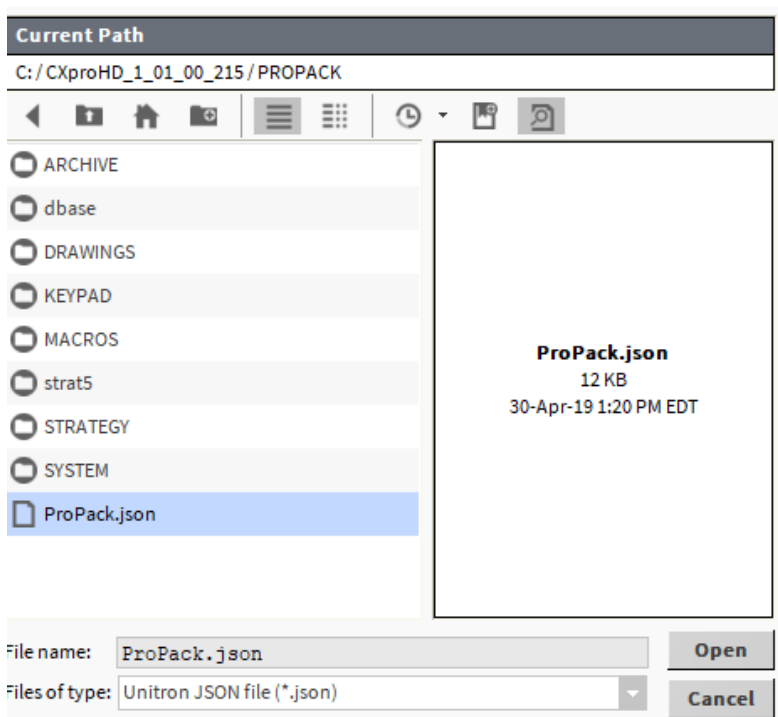 Current Path
C:/CXproHD_1_01_00_215/PROPACK
ARCHIVE
dbase
DRAWINGS
KEYPAD
MACROS
strat5
STRATEGY
SYSTEM
ProPack.json
ProPack.json
12 KB
30-Apr-19 1:20 PM EDT
File name: ProPack.json
Open
Files of type: Unitron JSON file (*.json)
Cancel